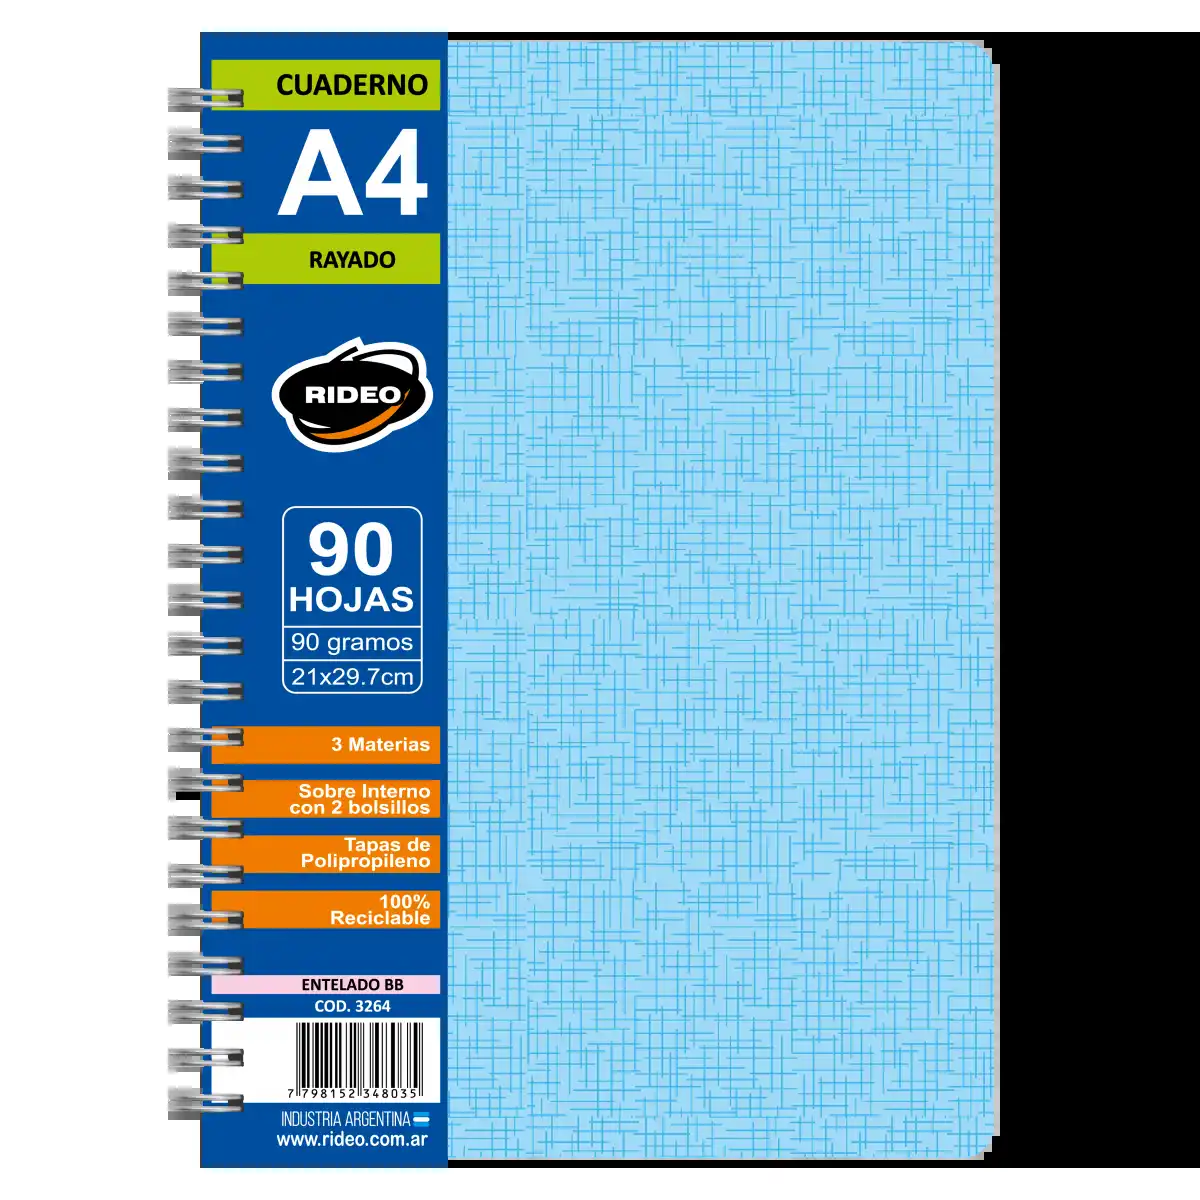 CUADERNO
A4
RAYADO
RIDEO
90
HOJAS
90 gramos
21x29.7cm
3 Materias
Sobre Interno
con 2 bolsillos
Tapas de
Polipropileno
100%
Reciclable
ENTELADO BB
COD. 3264
7 798152 348035
INDUSTRIA ARGENTINA
www.rideo.com.ar